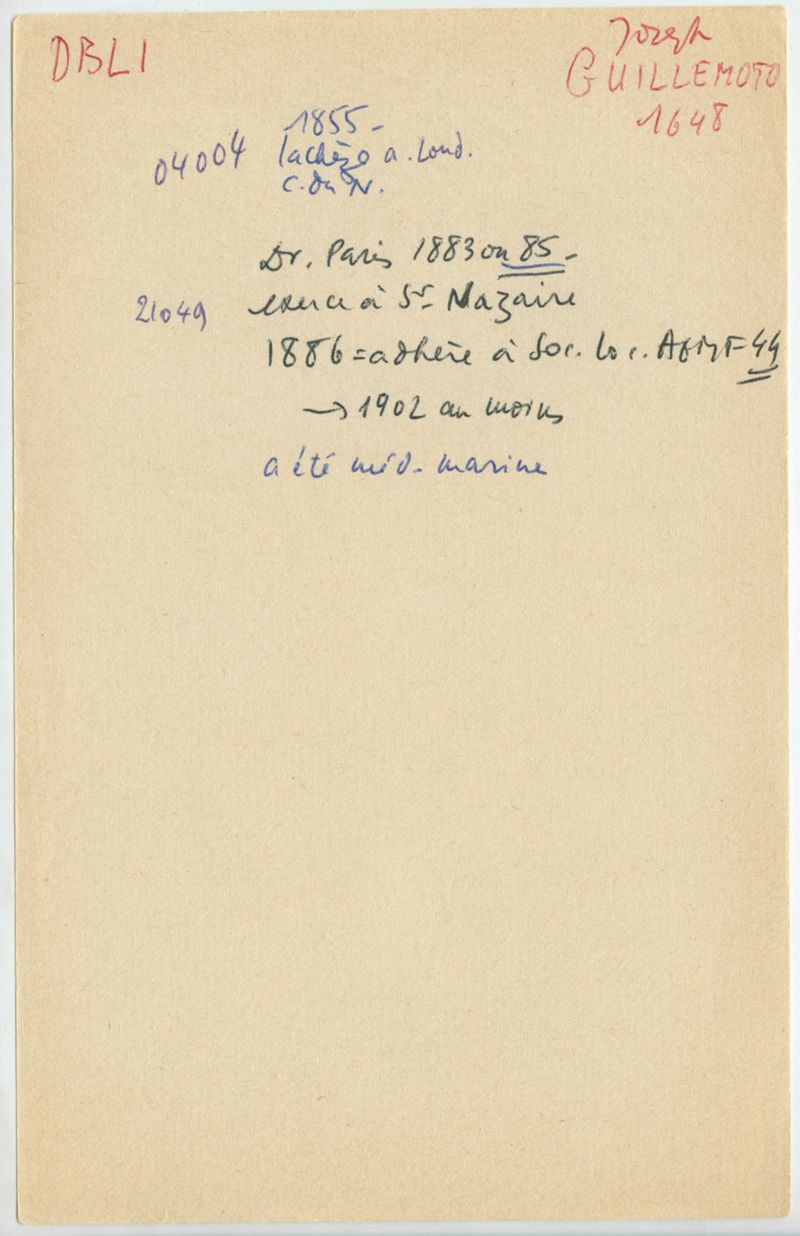 DBLI
Joseph
GUILLEMOTO
1648
1855 -
04004
a. Loud.
C. du N.
Dr. Paris 1883 ou 85 -
21049 exerce à St-Nazaire
1886 = adhère à Soc. loc. AGMF 44
→ 1902 au moins
a été méd. marine